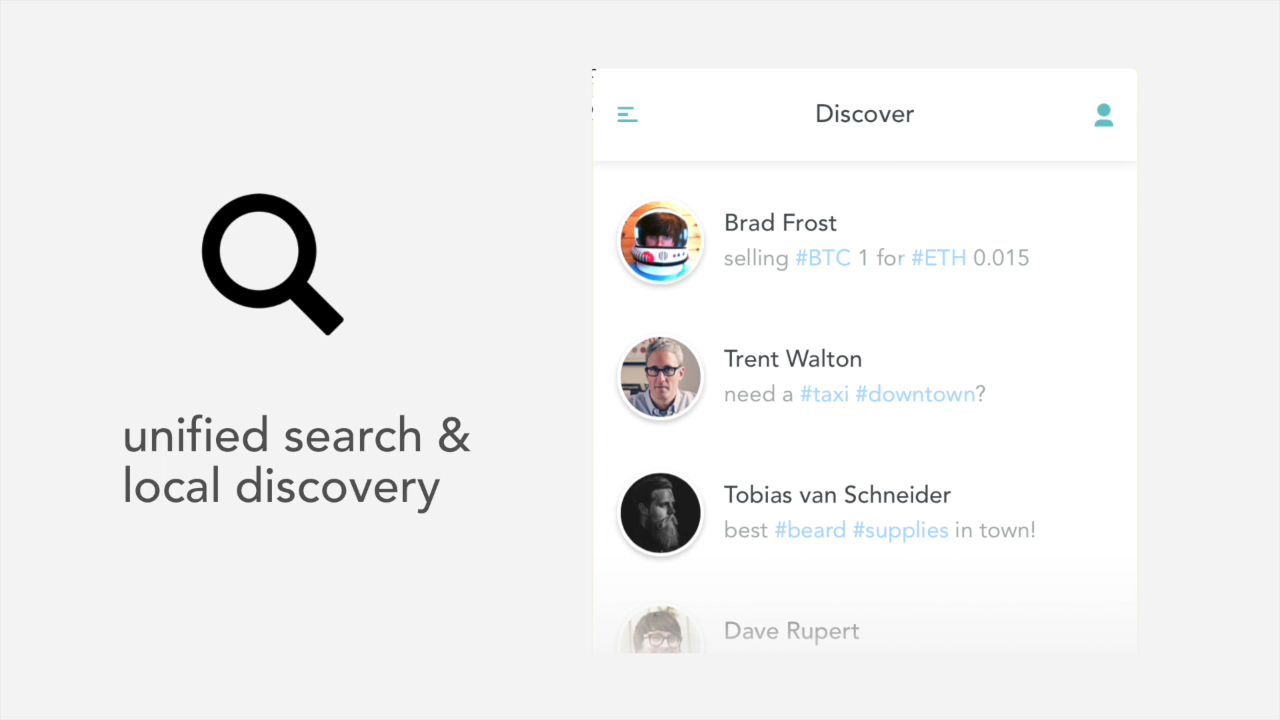 unified search &
local discovery
Discover
Brad Frost
selling #BTC 1 for #ETH 0.015
Trent Walton
need a #taxi #downtown?
Tobias van Schneider
best #beard #supplies in town!
Dave Rupert